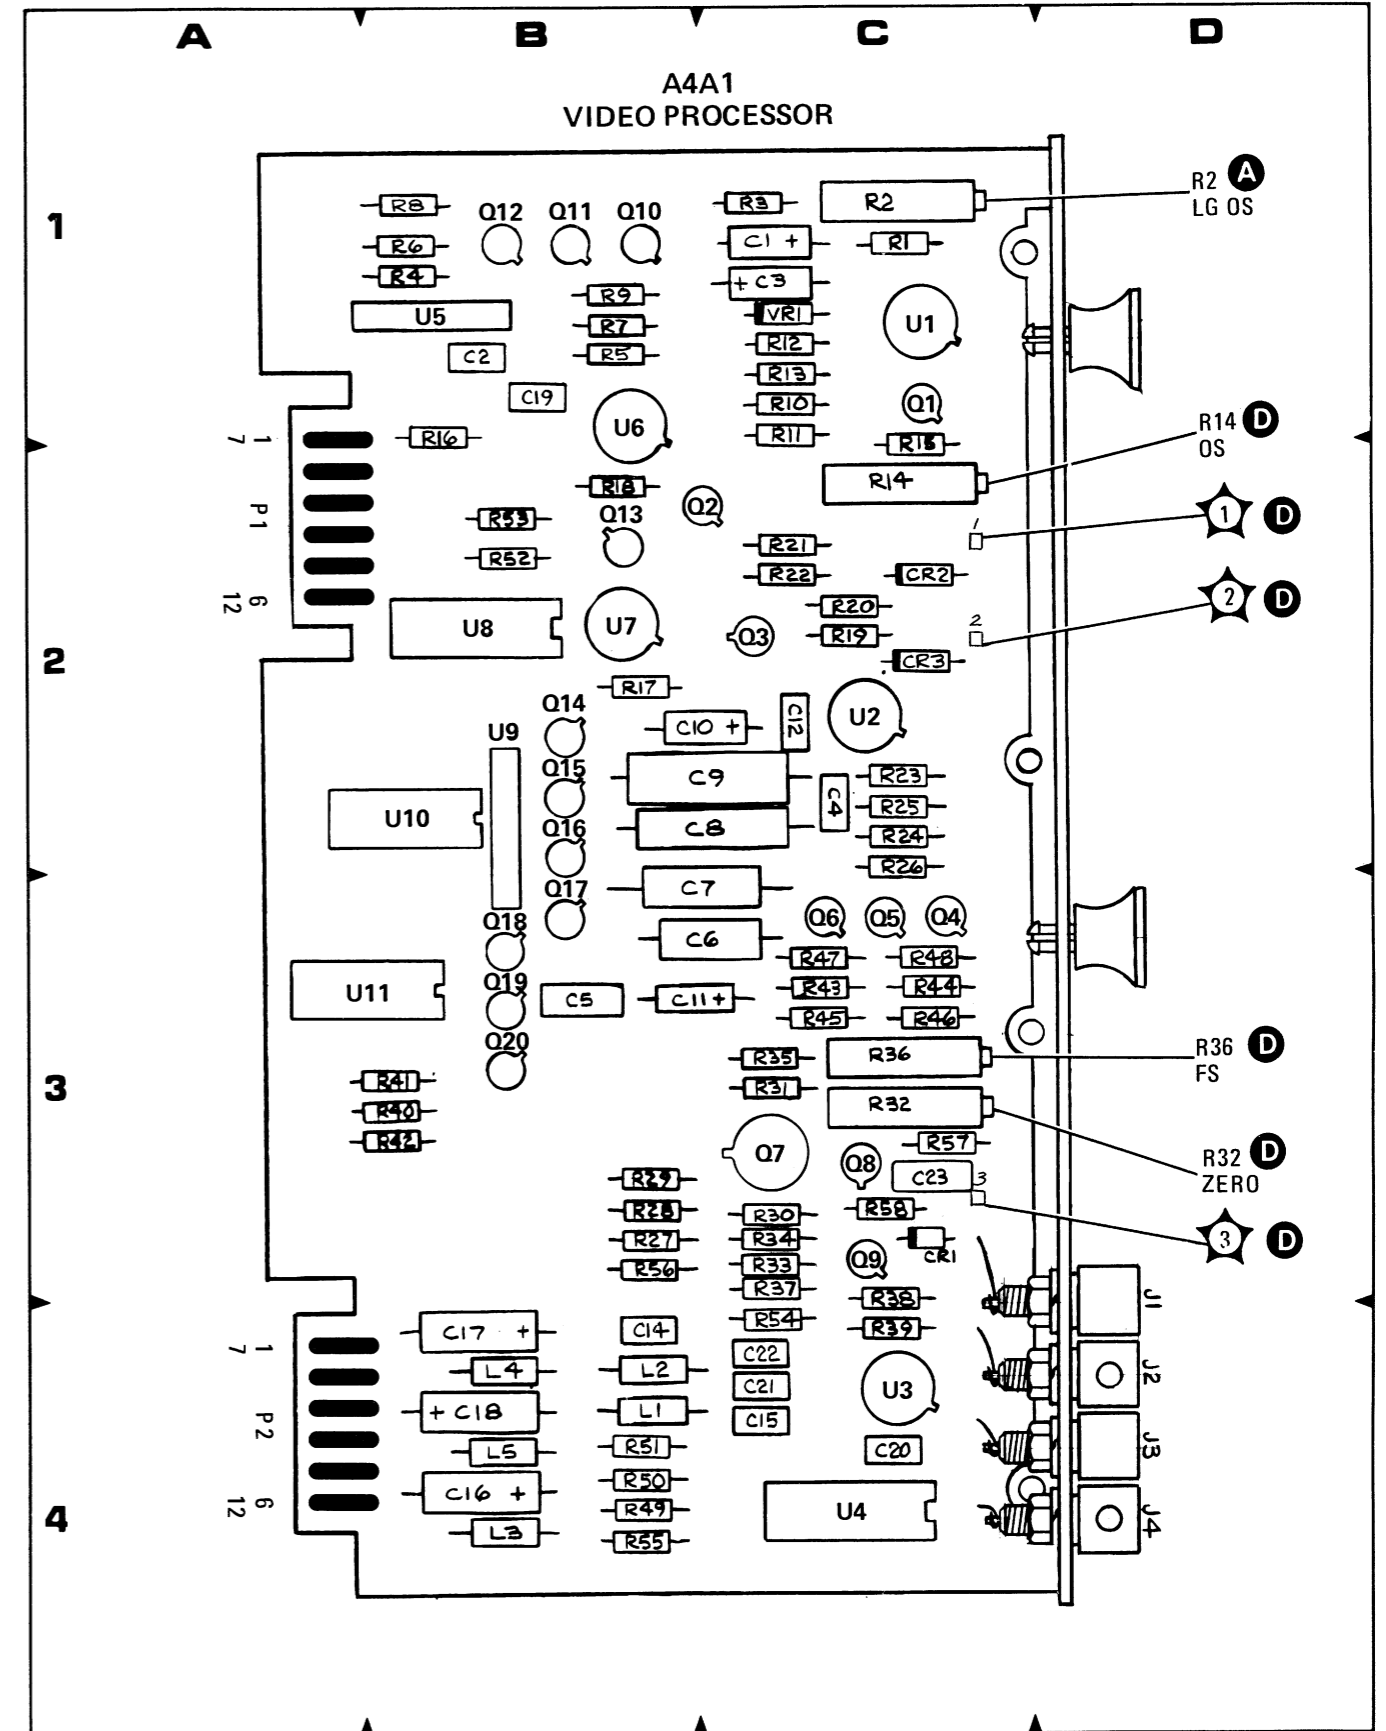 A B C D
A4A1
VIDEO PROCESSOR
1
R8
Q12 Q11 Q10
R3
R2
R2 A
LG OS
R6
C1 +
R1
R4
+ C3
R9
VR1
U5
R7
U1
R12
C2
R5
R13
C19
R10
Q1
U6
R16
R11
R15
R14 D
OS
1
7
R18
R14
Q2
P1
R53
Q13
1
1 D
R21
R52
R22
CR2
6
12
R20
2 D
U8
U7
Q3
R19
2
2
CR3
R17
Q14
C10 +
C12
U2
U9
Q15
C9
R23
C4
R25
U10
Q16
C8
R24
R26
Q17
C7
Q18
Q6 Q5 Q4
C6
R47
R48
Q19
U11
C5
C11 +
R43
R44
R45
R46
Q20
R35
R36
R36 D
FS
3
R41
R31
R40
R32
R42
Q7
R57
R32 D
ZERO
Q8
R29
C23
3
R28
R30
R58
R27
R34
CR1
3 D
R56
R33
Q9
R37
R38
J1
C17 +
C14
R54
R39
1
7
C22
L4
L2
J2
C21
U3
P2
+ C18
L1
C15
L5
R51
C20
J3
R50
C16 +
6
12
R49
U4
J4
4
L3
R55